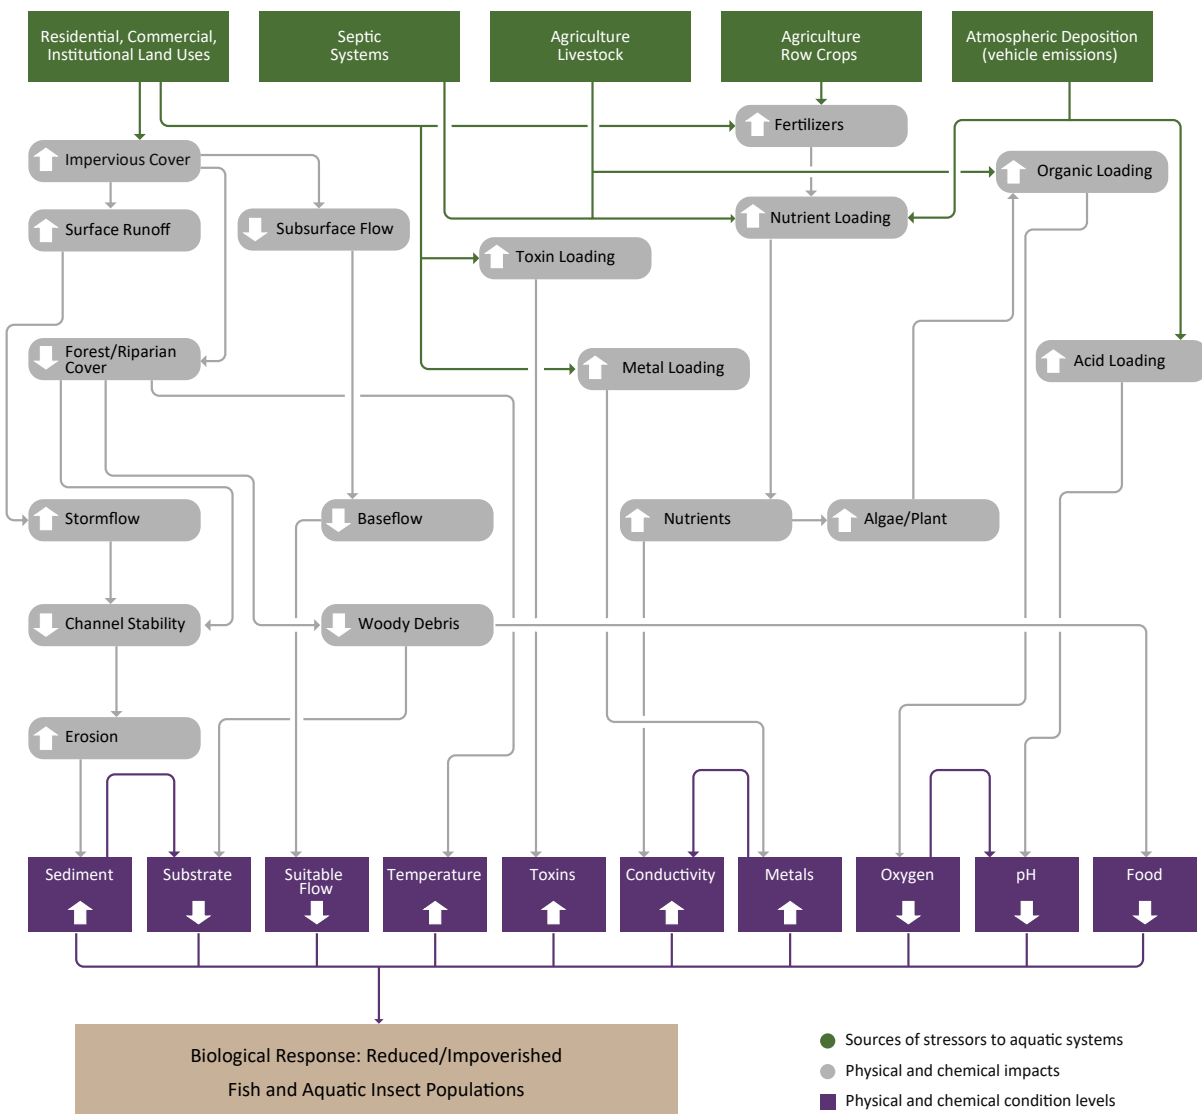 Residential, Commercial,
Institutional Land Uses
Septic
Systems
Agriculture
Livestock
Agriculture
Row Crops
Atmospheric Deposition
(vehicle emissions)
Fertilizers
Impervious Cover
Organic Loading
Surface Runoff
Subsurface Flow
Nutrient Loading
Toxin Loading
Forest/Riparian
Cover
Metal Loading
Acid Loading
Stormflow
Baseflow
Nutrients
Algae/Plant
Channel Stability
Woody Debris
Erosion
Sediment
Substrate
Suitable
Flow
Temperature
Toxins
Conductivity
Metals
Oxygen
pH
Food
Biological Response: Reduced/Impoverished
Fish and Aquatic Insect Populations
Sources of stressors to aquatic systems
Physical and chemical impacts
Physical and chemical condition levels